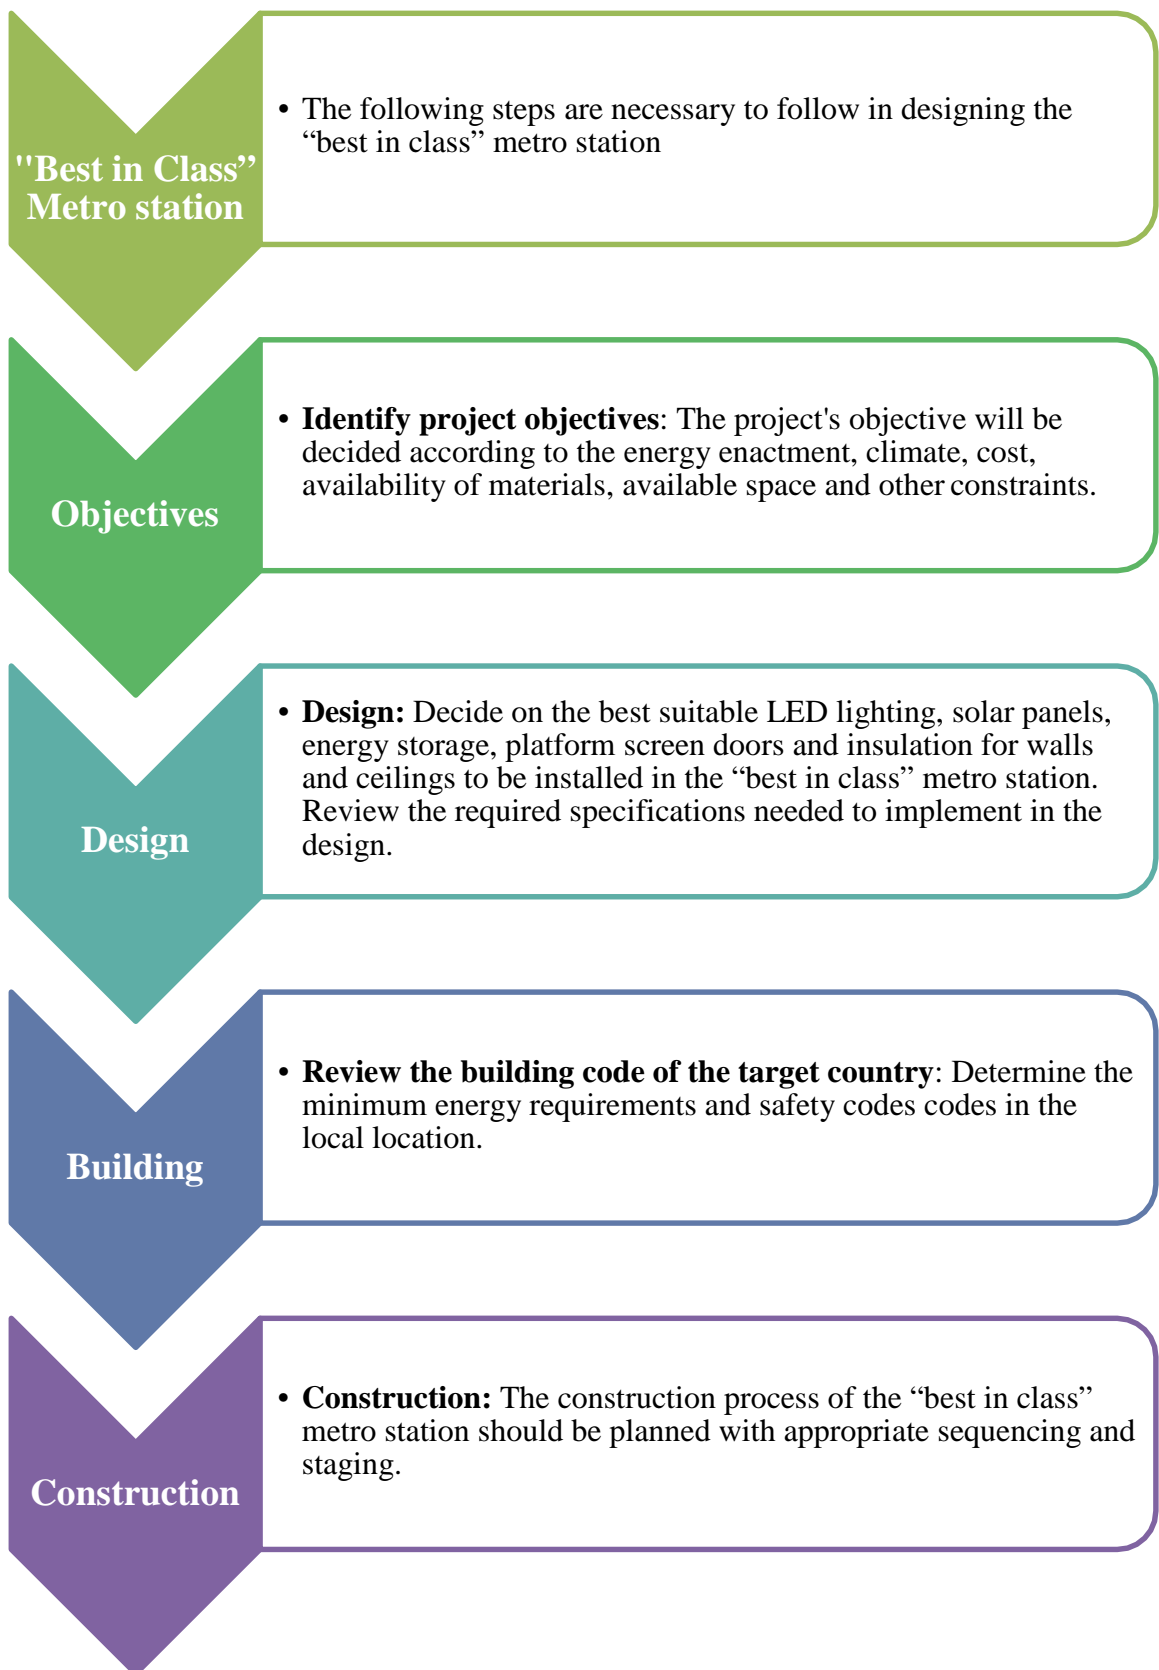 "Best in Class”
Metro station
• The following steps are necessary to follow in designing the
“best in class” metro station
Objectives
• Identify project objectives: The project's objective will be
decided according to the energy enactment, climate, cost,
availability of materials, available space and other constraints.
Design
• Design: Decide on the best suitable LED lighting, solar panels,
energy storage, platform screen doors and insulation for walls
and ceilings to be installed in the “best in class” metro station.
Review the required specifications needed to implement in the
design.
Building
• Review the building code of the target country: Determine the
minimum energy requirements and safety codes codes in the
local location.
Construction
• Construction: The construction process of the “best in class”
metro station should be planned with appropriate sequencing and
staging.